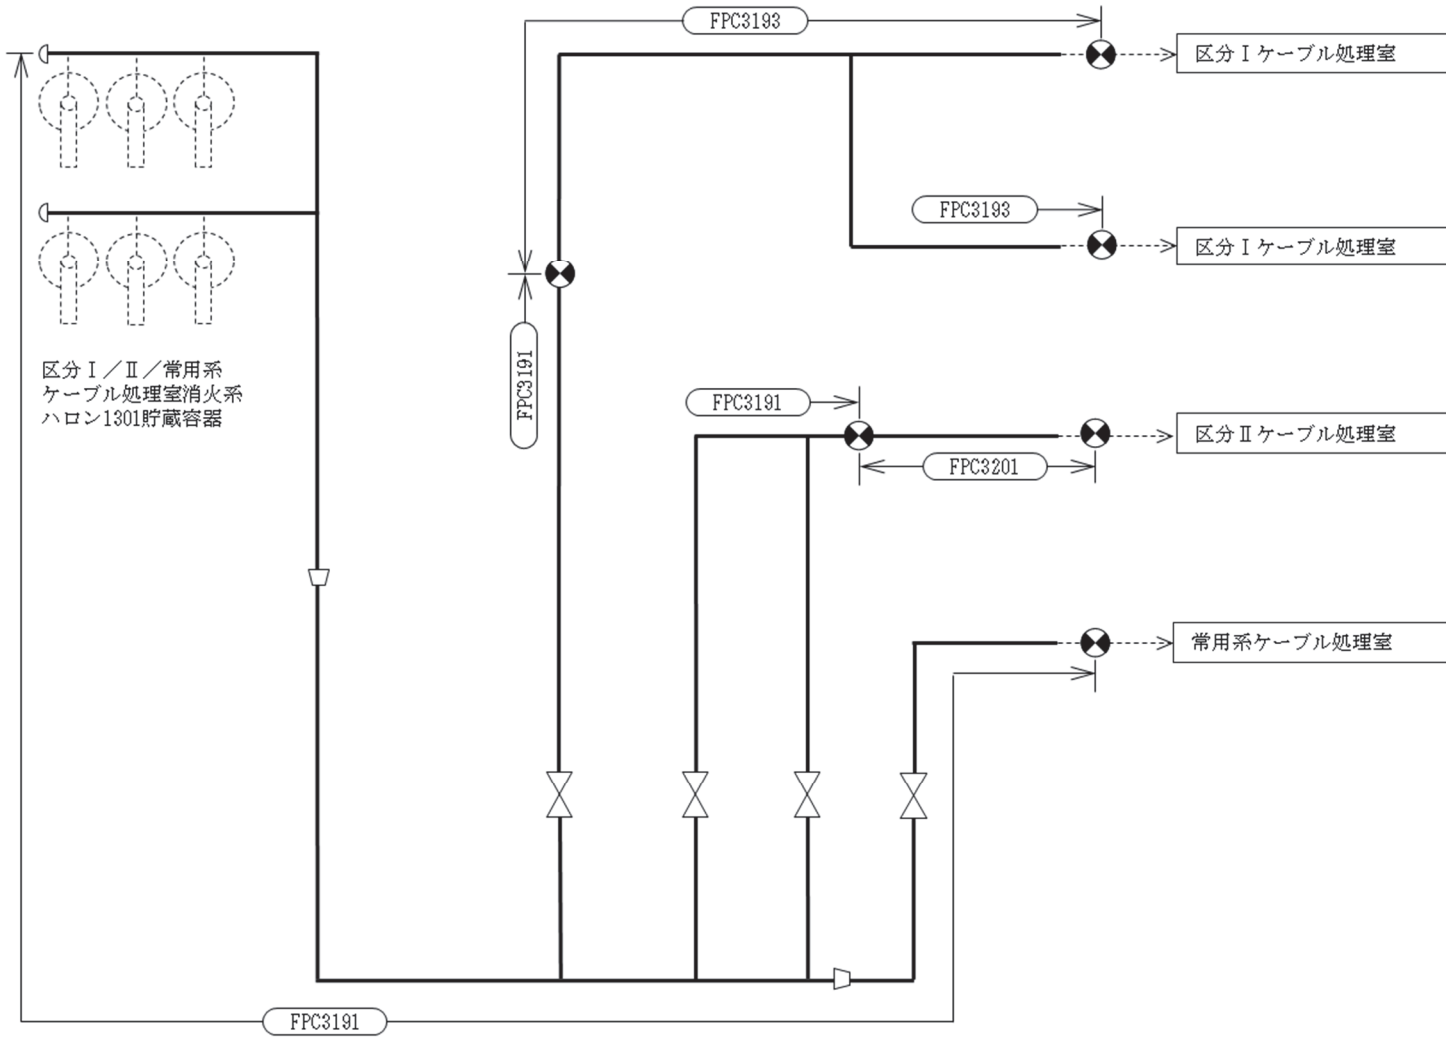 FPC3193
区分Ⅰケーブル処理室
FPC3193
区分Ⅰケーブル処理室
区分Ⅰ／Ⅱ／常用系
ケーブル処理室消火系
ハロン1301貯蔵容器
FPC3191
FPC3191
区分Ⅱケーブル処理室
FPC3201
常用系ケーブル処理室
FPC3191